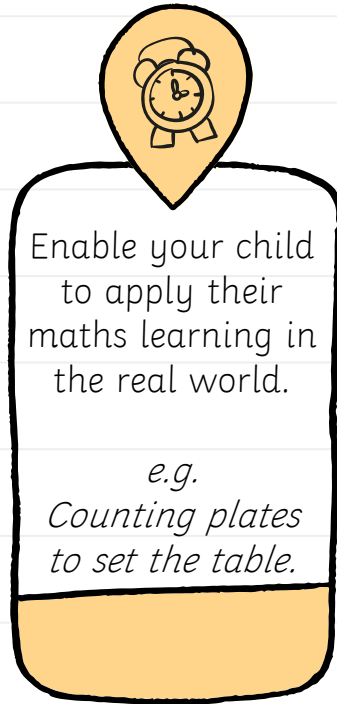 Enable your child
to apply their
maths learning in
the real world.
e.g.
Counting plates
to set the table.